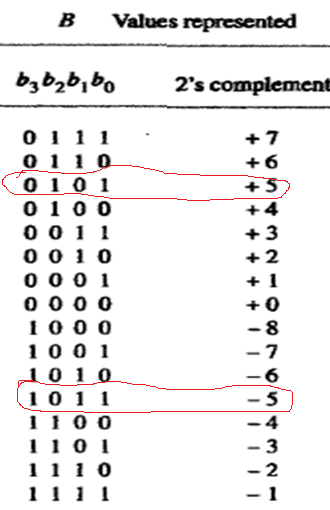 B Values represented
b3b2b1b0 2's complement
0 1 1 1 +7
0 1 1 0 +6
0 1 0 1 +5
0 1 0 0 +4
0 0 1 1 +3
0 0 1 0 +2
0 0 0 1 +1
0 0 0 0 +0
1 0 0 0 -8
1 0 0 1 -7
1 0 1 0 -6
1 0 1 1 -5
1 1 0 0 -4
1 1 0 1 -3
1 1 1 0 -2
1 1 1 1 -1